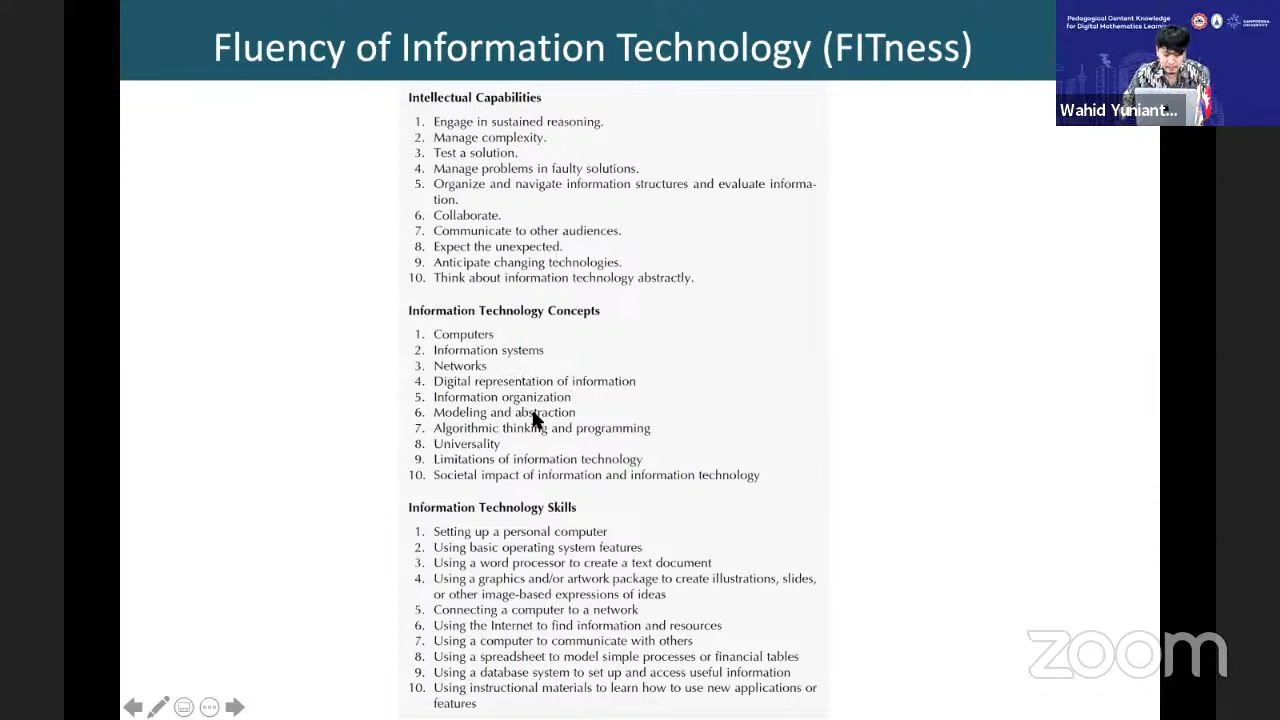 Fluency of Information Technology (FITness)
Pedagogical Content Knowledge
for Digital Mathematics Learning
SAMPOERNA
UNIVERSITY
Wahid Yuniant...
Intellectual Capabilities
1. Engage in sustained reasoning.
2. Manage complexity.
3. Test a solution.
4. Manage problems in faulty solutions.
5. Organize and navigate information structures and evaluate informa-
tion.
6. Collaborate.
7. Communicate to other audiences.
8. Expect the unexpected.
9. Anticipate changing technologies.
10. Think about information technology abstractly.
Information Technology Concepts
1. Computers
2. Information systems
3. Networks
4. Digital representation of information
5. Information organization
6. Modeling and abstraction
7. Algorithmic thinking and programming
8. Universality
9. Limitations of information technology
10. Societal impact of information and information technology
Information Technology Skills
1. Setting up a personal computer
2. Using basic operating system features
3. Using a word processor to create a text document
4. Using a graphics and/or artwork package to create illustrations, slides,
or other image-based expressions of ideas
5. Connecting a computer to a network
6. Using the Internet to find information and resources
7. Using a computer to communicate with others
8. Using a spreadsheet to model simple processes or financial tables
9. Using a database system to set up and access useful information
10. Using instructional materials to learn how to use new applications or
features
zoom